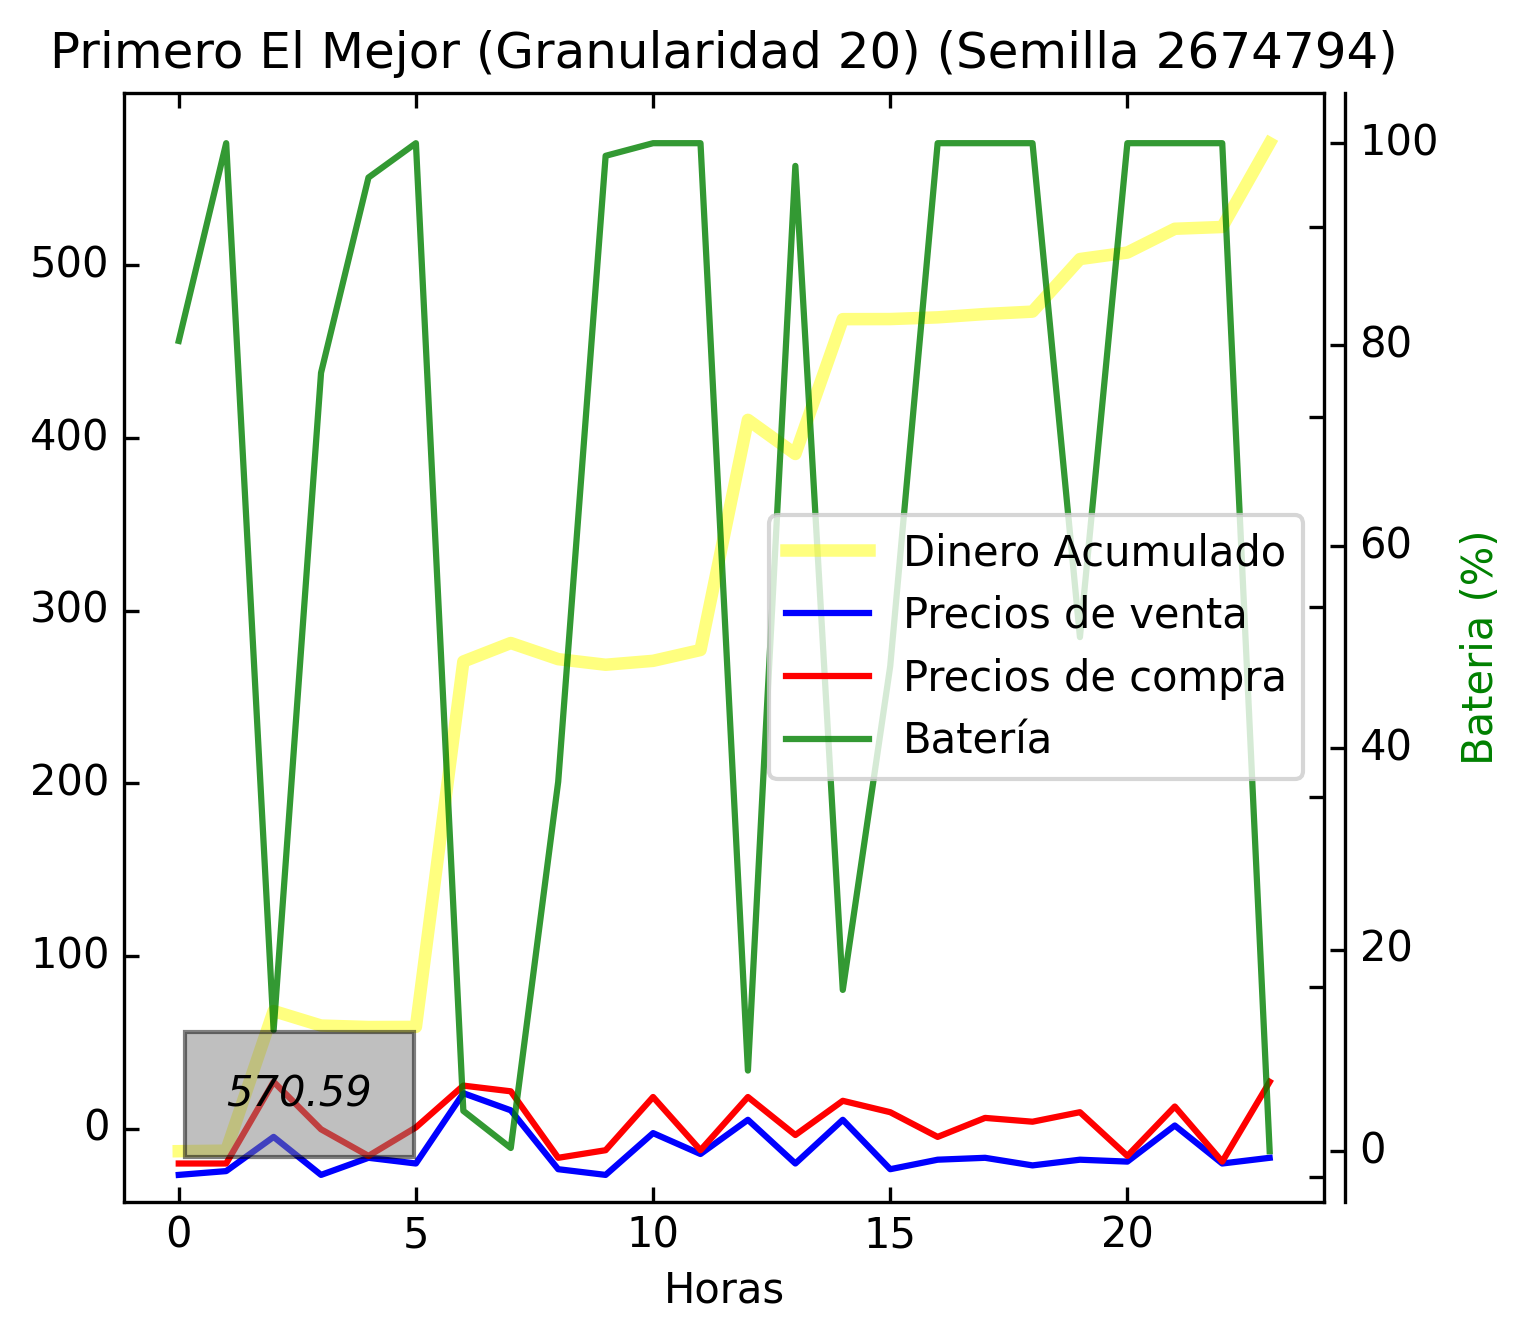 Primero El Mejor (Granularidad 20) (Semilla 2674794)
500
400
300
200
100
0
100
80
60
40
20
0
Bateria (%)
Dinero Acumulado
Precios de venta
Precios de compra
Batería
570.59
0 5 10 15 20
Horas